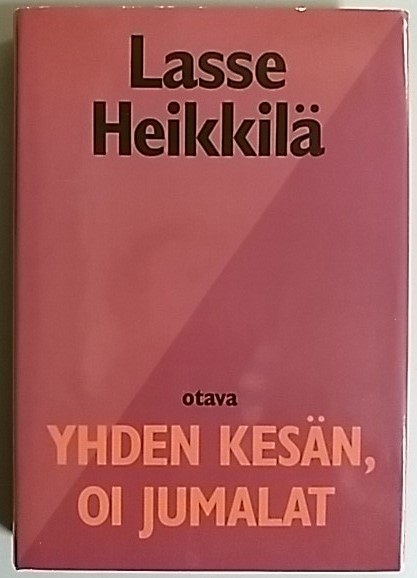 Lasse
Heikkilä
otava
YHDEN KESÄN,
OI JUMALAT